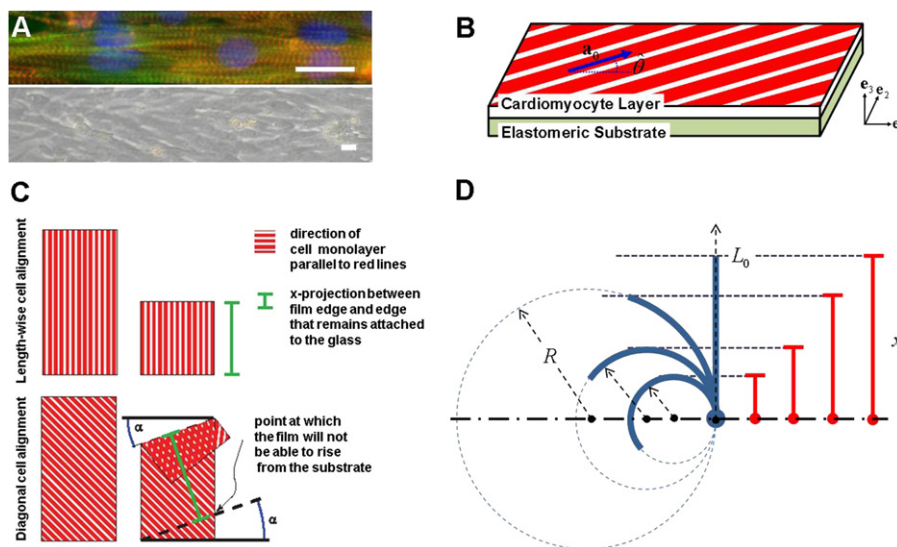 A
B
a₀
θ̂
Cardiomyocyte Layer
Elastomeric Substrate
e₃
e₂
e
C
Length-wise cell alignment
direction of
cell monolayer
parallel to red lines
x-projection between
film edge and edge
that remains attached
to the glass
Diagonal cell alignment
α
point at which
the film will not
be able to rise
from the substrate
α
D
L₀
R
x